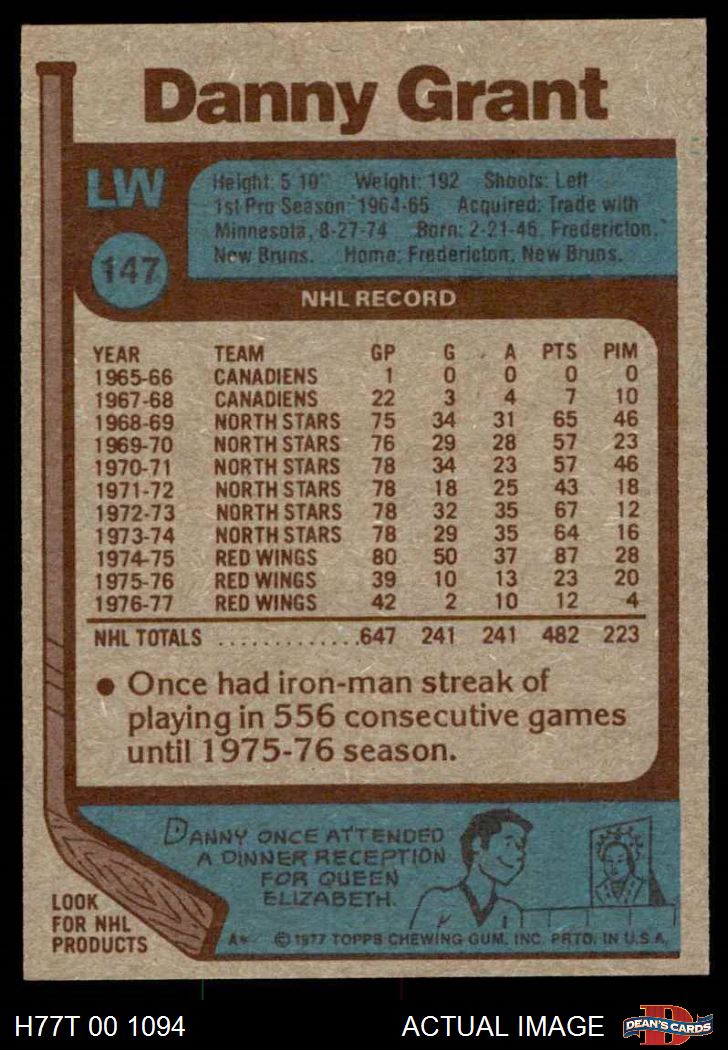 Danny Grant
LW
Height: 5 10" Weight: 192 Shoots: Left
1st Pro Season: 1964-65 Acquired: Trade with
Minnesota, 8-27-74 Born: 2-21-46, Fredericton,
New Bruns. Home: Fredericton, New Bruns.
147
NHL RECORD
YEAR TEAM GP G A PTS PIM
1965-66 CANADIENS 1 0 0 0 0
1967-68 CANADIENS 22 3 4 7 10
1968-69 NORTH STARS 75 34 31 65 46
1969-70 NORTH STARS 76 29 28 57 23
1970-71 NORTH STARS 78 34 23 57 46
1971-72 NORTH STARS 78 18 25 43 18
1972-73 NORTH STARS 78 32 35 67 12
1973-74 NORTH STARS 78 29 35 64 16
1974-75 RED WINGS 80 50 37 87 28
1975-76 RED WINGS 39 10 13 23 20
1976-77 RED WINGS 42 2 10 12 4
NHL TOTALS .............647 241 241 482 223
● Once had iron-man streak of
playing in 556 consecutive games
until 1975-76 season.
DANNY ONCE ATTENDED
A DINNER RECEPTION
FOR QUEEN
ELIZABETH.
LOOK
FOR NHL
PRODUCTS
A* © 1977 TOPPS CHEWING GUM, INC. PRTD. IN U.S.A.
H77T 00 1094 ACTUAL IMAGE DEAN'S CARDS